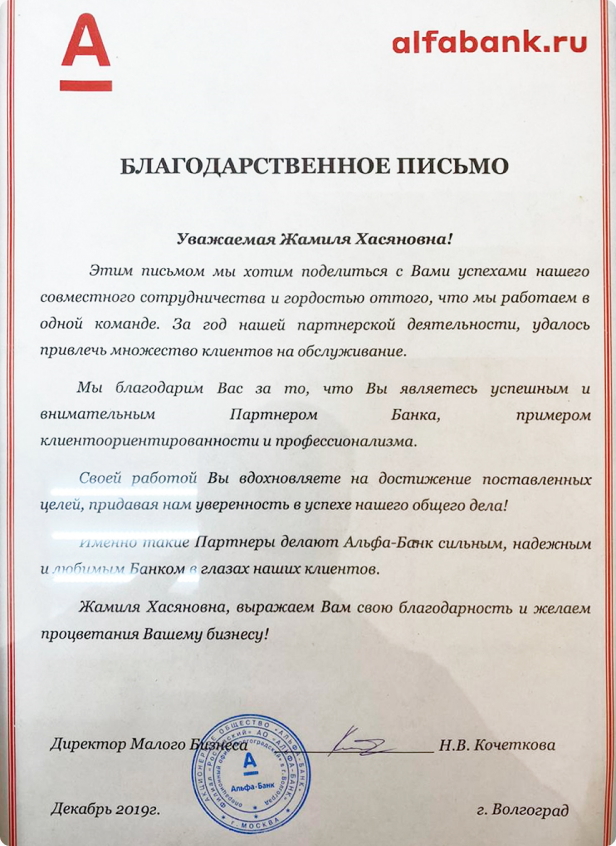 А
alfabank.ru
БЛАГОДАРСТВЕННОЕ ПИСЬМО
Уважаемая Жамиля Хасяновна!
Этим письмом мы хотим поделиться с Вами успехами нашего
совместного сотрудничества и гордостью оттого, что мы работаем в
одной команде. За год нашей партнерской деятельности, удалось
привлечь множество клиентов на обслуживание.
Мы благодарим Вас за то, что Вы являетесь успешным и
внимательным Партнером Банка, примером
клиентоориентированности и профессионализма.
Своей работой Вы вдохновляете на достижение поставленных
целей, придавая нам уверенность в успехе нашего общего дела!
Именно такие Партнеры делают Альфа-Банк сильным, надежным
и любимым Банком в глазах наших клиентов.
Жамиля Хасяновна, выражаем Вам свою благодарность и желаем
процветания Вашему бизнесу!
Директор Малого Бизнеса Н.В. Кочеткова
АКЦИОНЕРНОЕ ОБЩЕСТВО «АЛЬФА-БАНК»
г. МОСКВА
А
Альфа-Банк
Декабрь 2019г. г. Волгоград